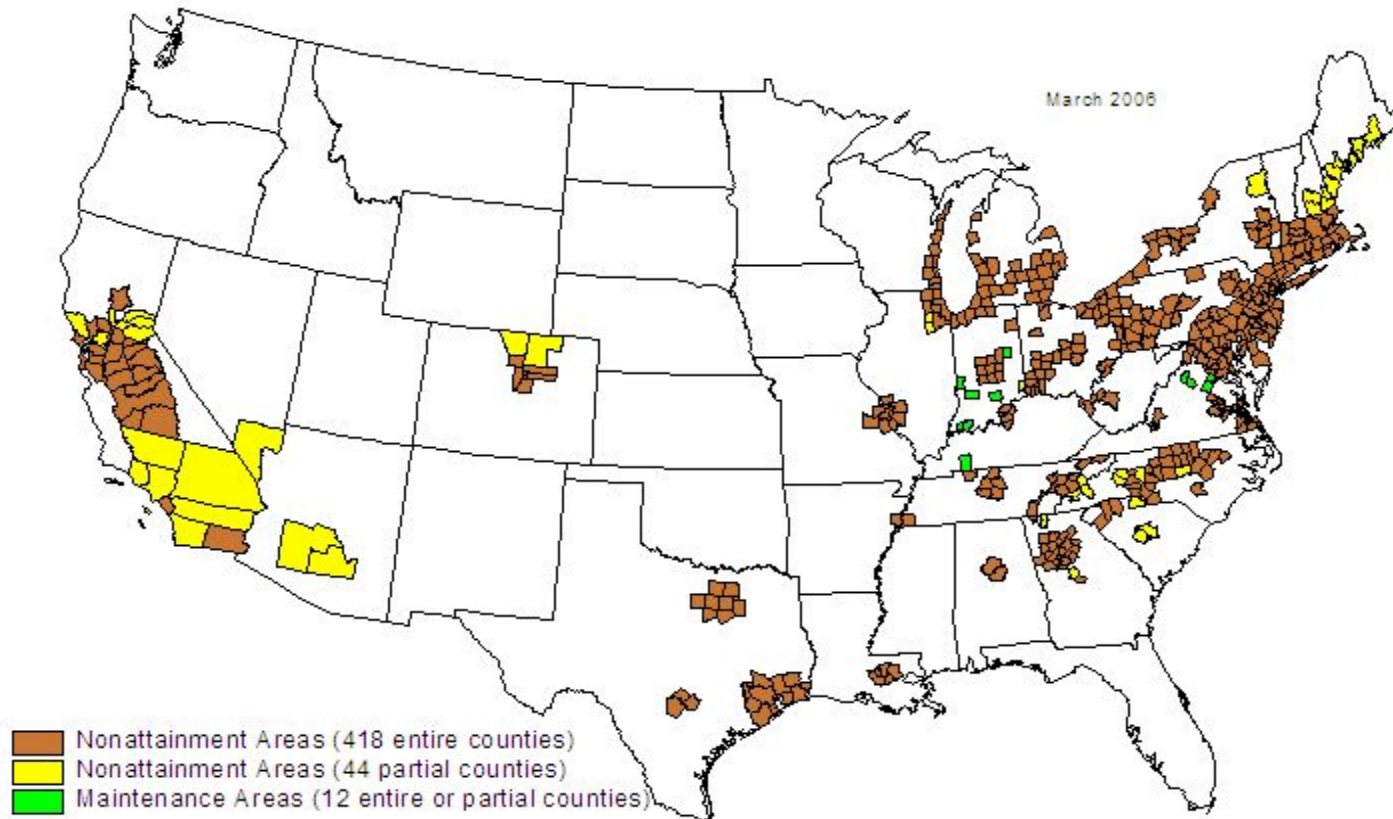 March 2006
Nonattainment Areas (418 entire counties)
Nonattainment Areas (44 partial counties)
Maintenance Areas (12 entire or partial counties)